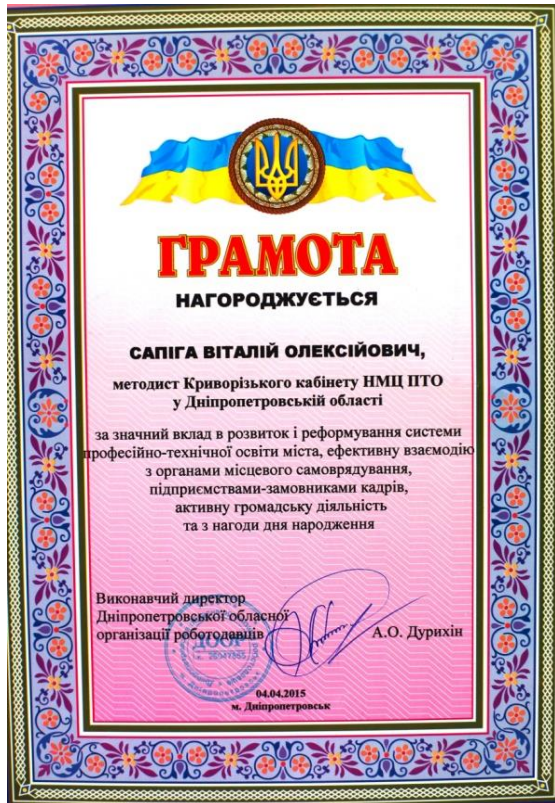 ГРАМОТА
НАГОРОДЖУЄТЬСЯ
САПІГА ВІТАЛІЙ ОЛЕКСІЙОВИЧ,
методист Криворізького кабінету НМЦ ПТО
у Дніпропетровській області
за значний вклад в розвиток і реформування системи
професійно-технічної освіти міста, ефективну взаємодію
з органами місцевого самоврядування,
підприємствами-замовниками кадрів,
активну громадську діяльність
та з нагоди дня народження
Виконавчий директор
Дніпропетровської обласної
організації роботодавців
А.О. Дурихін
ДООР
04.04.2015
м. Дніпропетровськ